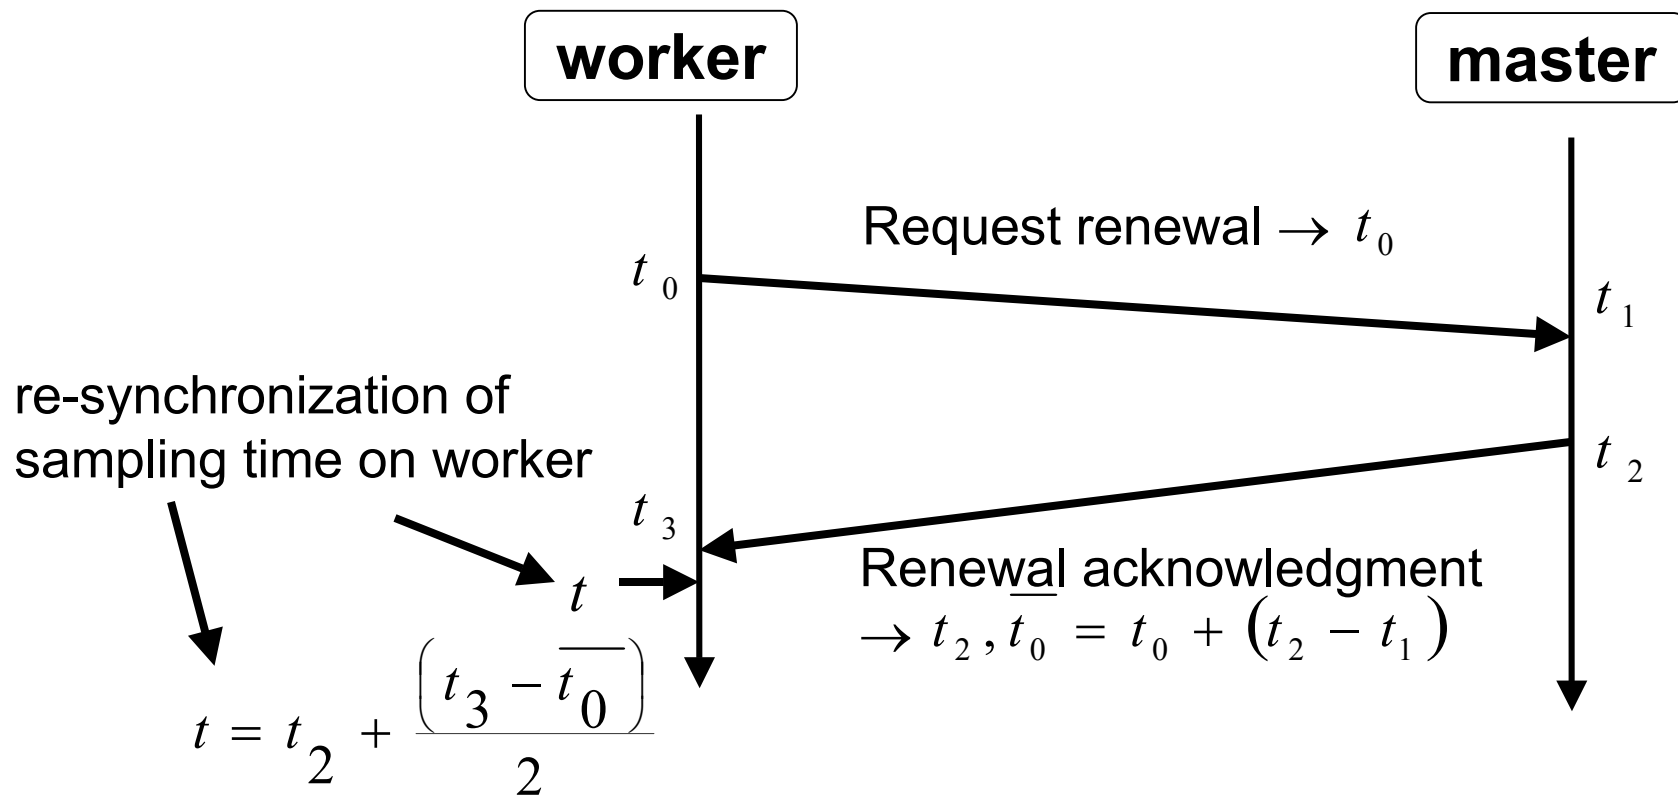 worker
master
Request renewal → t₀
t₀
t₁
re-synchronization of
sampling time on worker
t₂
t₃
Renewal acknowledgment
t
→ t₂, t̅₀ = t₀ + (t₂ − t₁)
t = t₂ + (t₃ − t̅₀) / 2